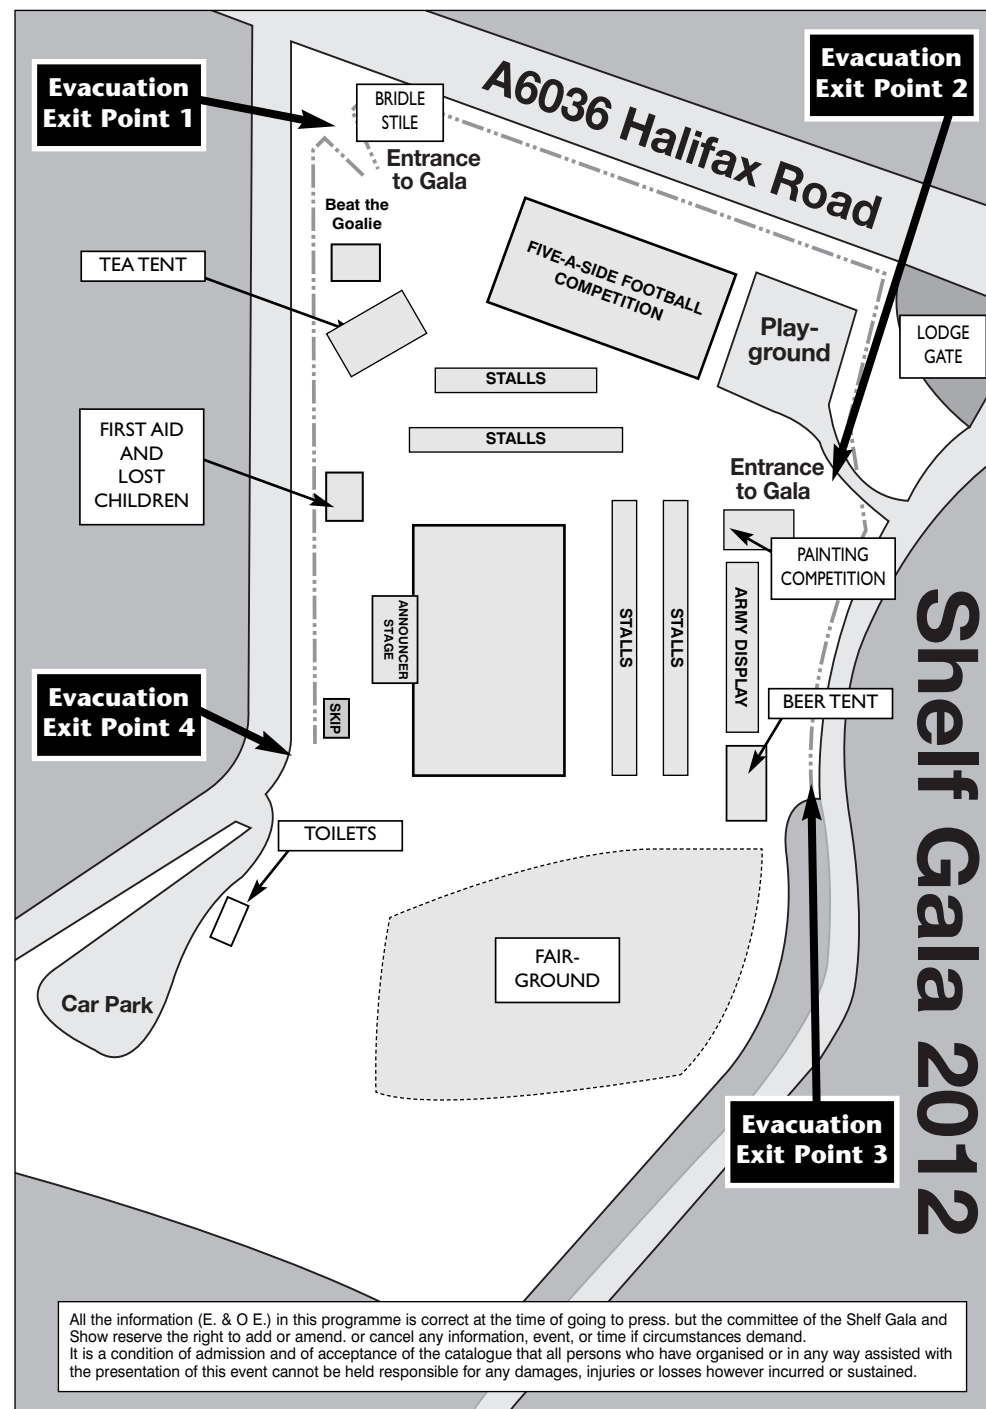 Evacuation
Exit Point 1
BRIDLE
STILE
A6036 Halifax Road
Evacuation
Exit Point 2
Entrance
to Gala
Beat the
Goalie
TEA TENT
FIVE-A-SIDE FOOTBALL
COMPETITION
Play-
ground
LODGE
GATE
STALLS
STALLS
FIRST AID
AND
LOST
CHILDREN
Entrance
to Gala
PAINTING
COMPETITION
ANNOUNCER
STAGE
STALLS
STALLS
ARMY DISPLAY
Shelf Gala 2012
Evacuation
Exit Point 4
SKIP
BEER TENT
TOILETS
FAIR-
GROUND
Car Park
Evacuation
Exit Point 3
All the information (E. & O E.) in this programme is correct at the time of going to press. but the committee of the Shelf Gala and
Show reserve the right to add or amend. or cancel any information, event, or time if circumstances demand.
It is a condition of admission and of acceptance of the catalogue that all persons who have organised or in any way assisted with
the presentation of this event cannot be held responsible for any damages, injuries or losses however incurred or sustained.